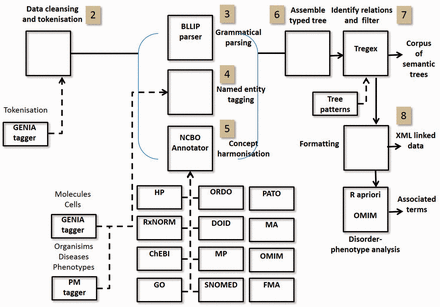 Data cleansing
and tokenisation
2
Tokenisation
GENIA
tagger
3
BLLIP
parser
Grammatical
parsing
4
Named entity
tagging
5
NCBO
Annotator
Concept
harmonisation
6
Assemble
typed tree
Identify relations
and filter
7
Tregex
Corpus
of
semantic
trees
Tree
patterns
8
Formatting
XML linked
data
R apriori
OMIM
Associated
terms
Disorder-
phenotype analysis
Molecules
Cells
GENIA
tagger
Organisims
Diseases
Phenotypes
PM
tagger
HP
ORDO
PATO
RxNORM
DOID
MA
ChEBI
MP
OMIM
GO
SNOMED
FMA